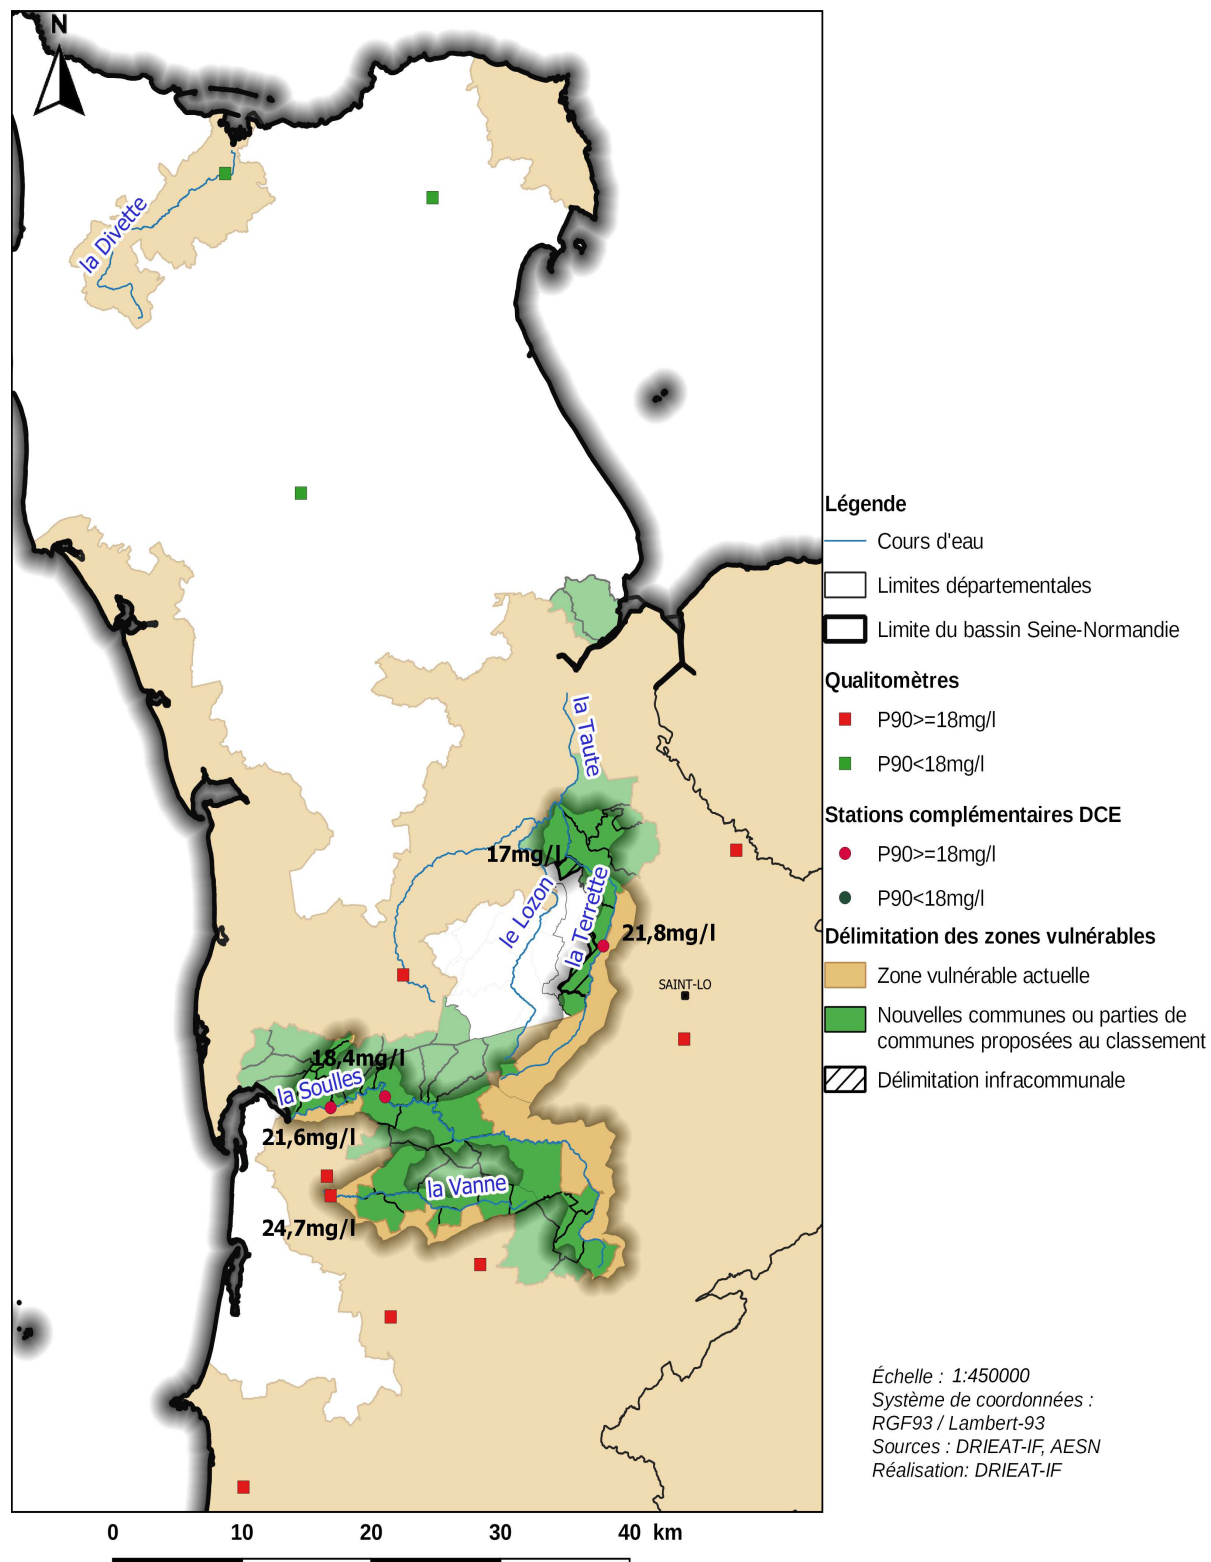 N
la Divette
la Taute
17mg/l
le Lozon
la Terrette
21,8mg/l
SAINT-LO
18,4mg/l
la Soulles
21,6mg/l
la Vanne
24,7mg/l
Légende
Cours d'eau
Limites départementales
Limite du bassin Seine-Normandie
Qualitomètres
P90>=18mg/l
P90<18mg/l
Stations complémentaires DCE
P90>=18mg/l
P90<18mg/l
Délimitation des zones vulnérables
Zone vulnérable actuelle
Nouvelles communes ou parties de
communes proposées au classement
Délimitation infracommunale
Échelle : 1:450000
Système de coordonnées :
RGF93 / Lambert-93
Sources : DRIEAT-IF, AESN
Réalisation: DRIEAT-IF
0 10 20 30 40 km